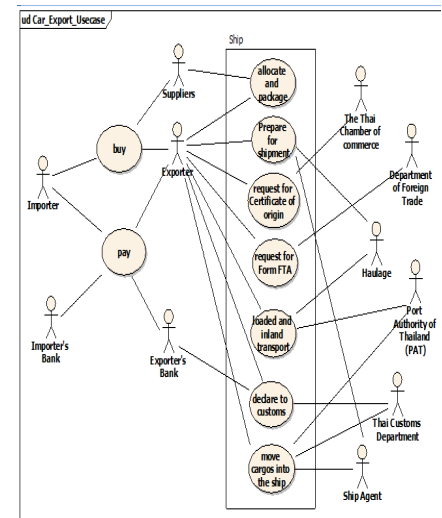 ud Car_Export_Usecase
Ship
Suppliers
allocate
and
package
The Thai
Chamber of
commerce
buy
Exporter
Prepare
for
shipment
Department
of Foreign
Trade
Importer
request for
Certificate of
origin
pay
request for
Form FTA
Haulage
Importer's
Bank
Exporter's
Bank
loaded and
inland
transport
Port
Authority of
Thailand
(PAT)
declare to
customs
Thai Customs
Department
move
cargos into
the ship
Ship Agent